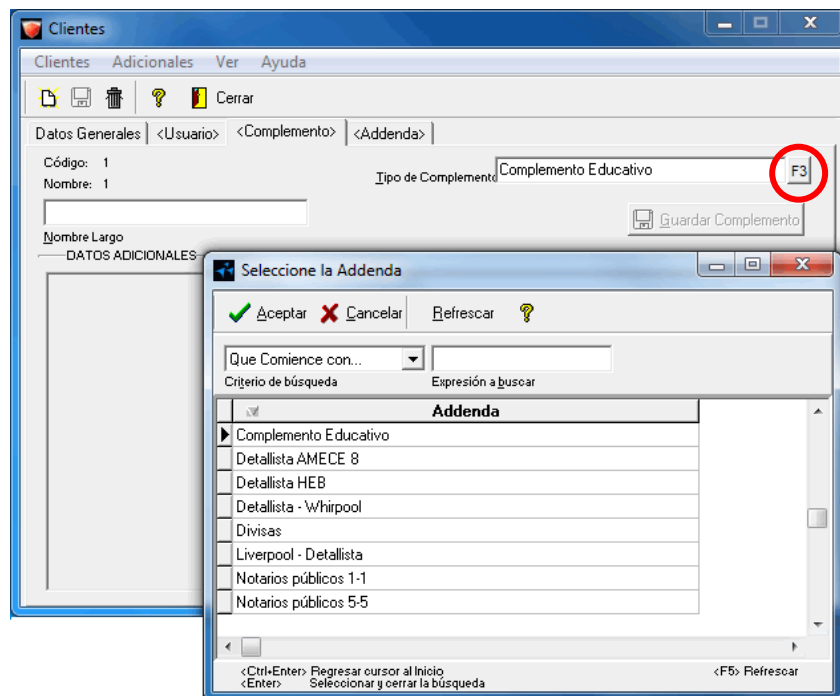 Clientes
Clientes Adicionales Ver Ayuda
Cerrar
Datos Generales <Usuario> <Complemento> <Addenda>
Código: 1
Nombre: 1
Tipo de Complemento Complemento Educativo F3
Guardar Complemento
Nombre Largo
DATOS ADICIONALES
Seleccione la Addenda
Aceptar Cancelar Refrescar
Que Comience con...
Criterio de búsqueda Expresión a buscar
Addenda
Complemento Educativo
Detallista AMECE 8
Detallista HEB
Detallista - Whirpool
Divisas
Liverpool - Detallista
Notarios públicos 1-1
Notarios públicos 5-5
<Ctrl+Enter> Regresar cursor al Inicio <F5> Refrescar
<Enter> Seleccionar y cerrar la búsqueda